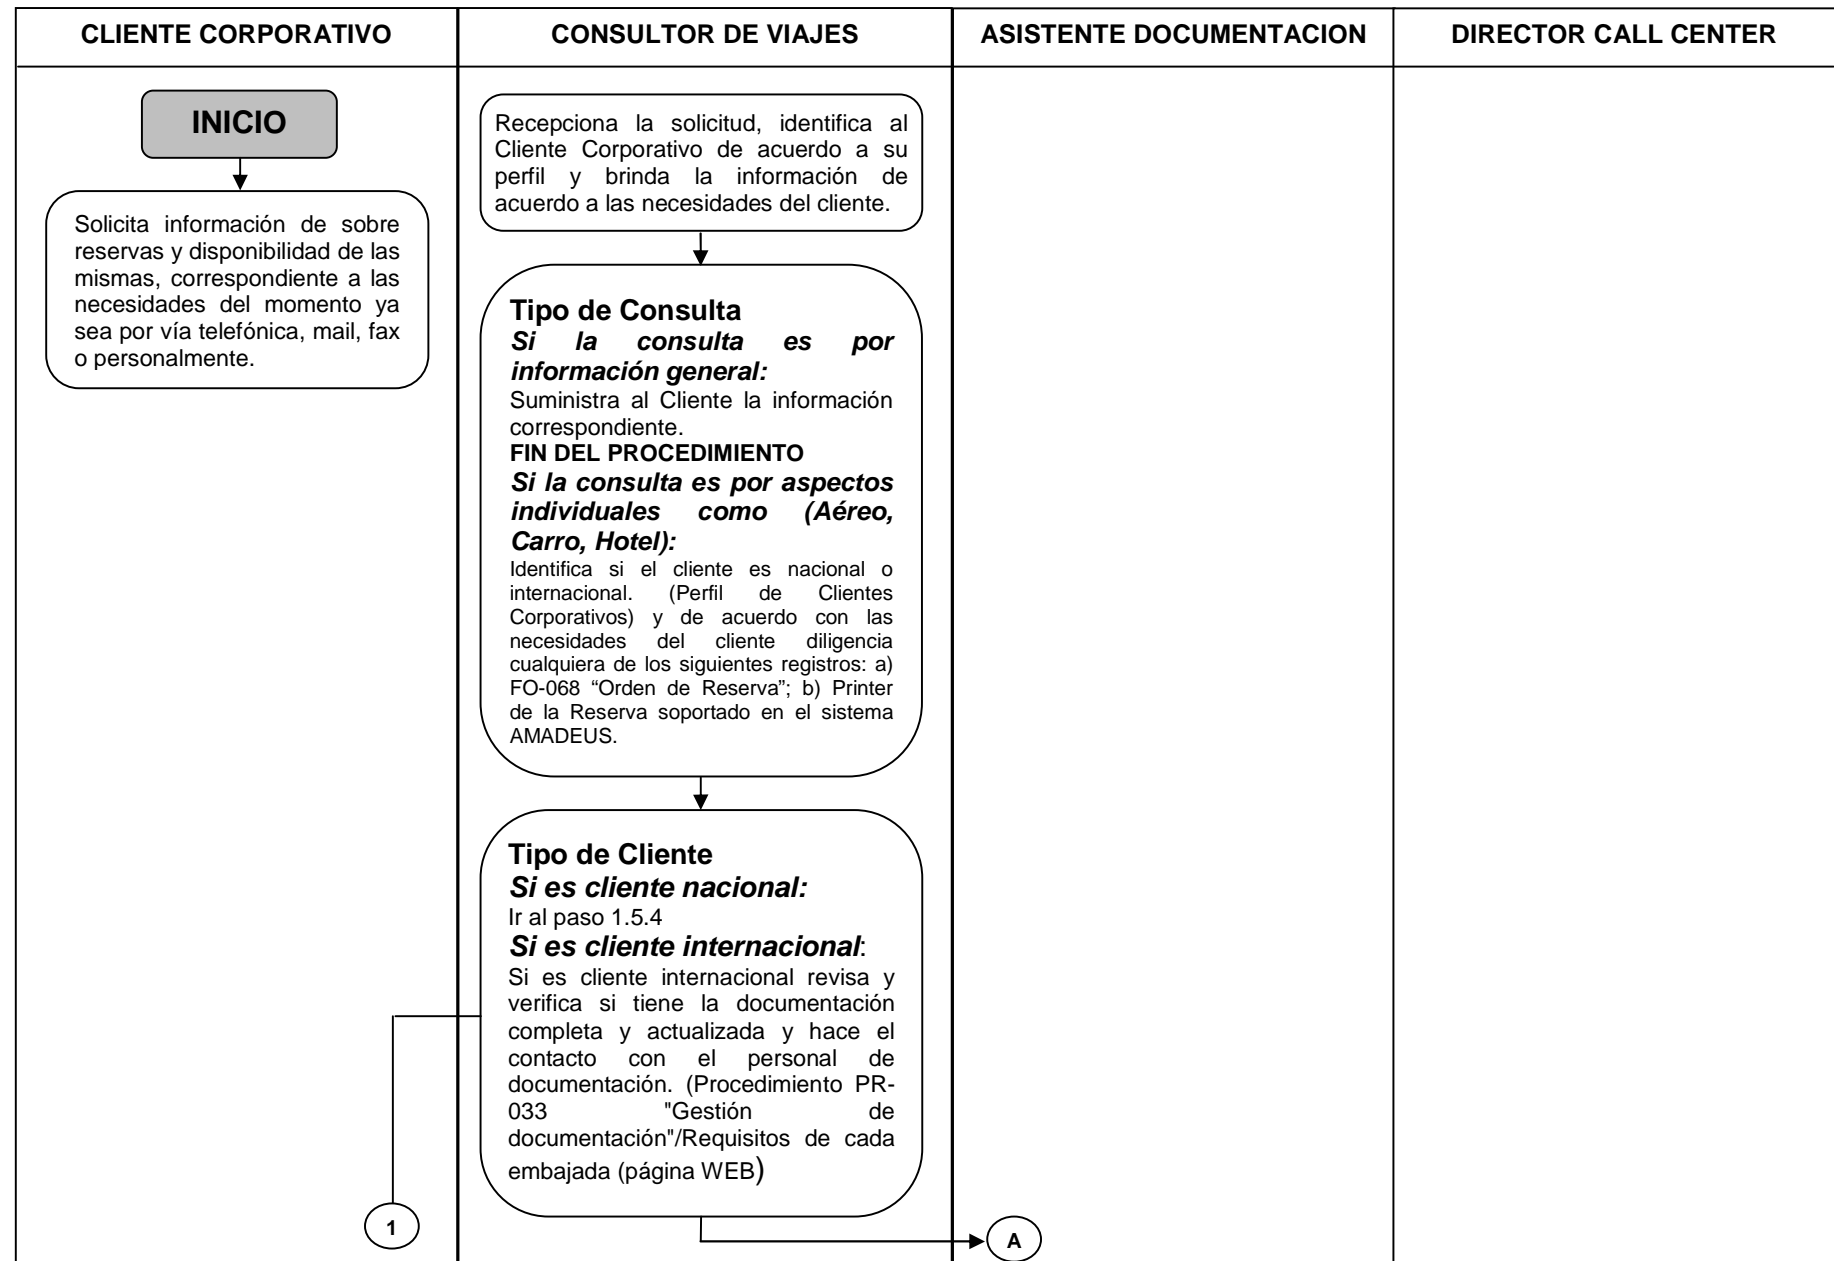 CLIENTE CORPORATIVO
CONSULTOR DE VIAJES
ASISTENTE DOCUMENTACION
DIRECTOR CALL CENTER
INICIO
Solicita información de sobre
reservas y disponibilidad de las
mismas, correspondiente a las
necesidades del momento ya
sea por vía telefónica, mail, fax
o personalmente.
Recepciona la solicitud, identifica al
Cliente Corporativo de acuerdo a su
perfil y brinda la información de
acuerdo a las necesidades del cliente.
Tipo de Consulta
Si la consulta es por
información general:
Suministra al Cliente la información
correspondiente.
FIN DEL PROCEDIMIENTO
Si la consulta es por aspectos
individuales como (Aéreo,
Carro, Hotel):
Identifica si el cliente es nacional o
internacional. (Perfil de Clientes
Corporativos) y de acuerdo con las
necesidades del cliente diligencia
cualquiera de los siguientes registros: a)
FO-068 “Orden de Reserva”; b) Printer
de la Reserva soportado en el sistema
AMADEUS.
Tipo de Cliente
Si es cliente nacional:
Ir al paso 1.5.4
Si es cliente internacional:
Si es cliente internacional revisa y
verifica si tiene la documentación
completa y actualizada y hace el
contacto con el personal de
documentación. (Procedimiento PR-
033 "Gestión de
documentación"/Requisitos de cada
embajada (página WEB)
1
A